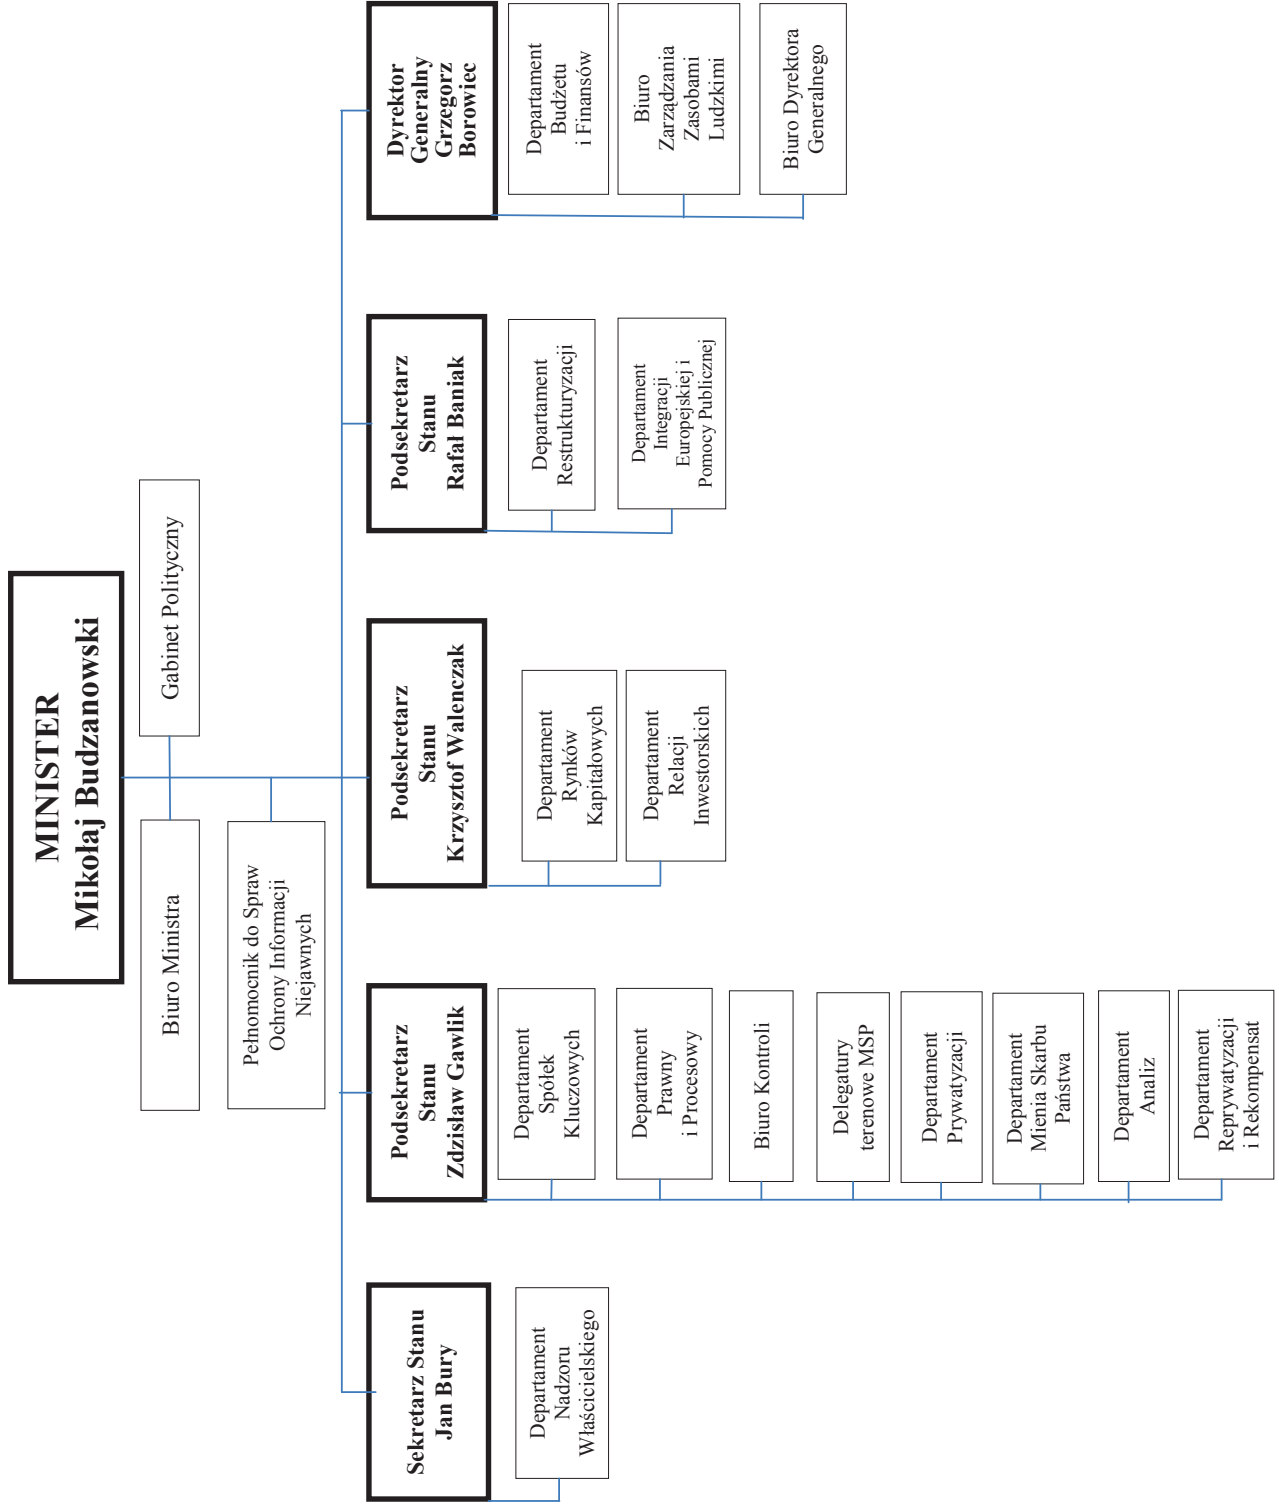 MINISTER
Mikołaj Budzanowski
Biuro Ministra
Gabinet Polityczny
Pełnomocnik do Spraw
Ochrony Informacji
Niejawnych
Sekretarz Stanu
Jan Bury
Departament
Nadzoru
Właścicielskiego
Podsekretarz
Stanu
Zdzisław Gawlik
Departament
Spółek
Kluczowych
Departament
Prawny
i Procesowy
Biuro Kontroli
Delegatury
terenowe MSP
Departament
Prywatyzacji
Departament
Mienia Skarbu
Państwa
Departament
Analiz
Departament
Reprywatyzacji
i Rekompensat
Podsekretarz
Stanu
Krzysztof Walenczak
Departament
Rynków
Kapitałowych
Departament
Relacji
Inwestorskich
Podsekretarz
Stanu
Rafał Baniak
Departament
Restrukturyzacji
Departament
Integracji
Europejskiej i
Pomocy Publicznej
Dyrektor
Generalny
Grzegorz
Borowiec
Departament
Budżetu
i Finansów
Biuro
Zarządzania
Zasobami
Ludzkimi
Biuro Dyrektora
Generalnego